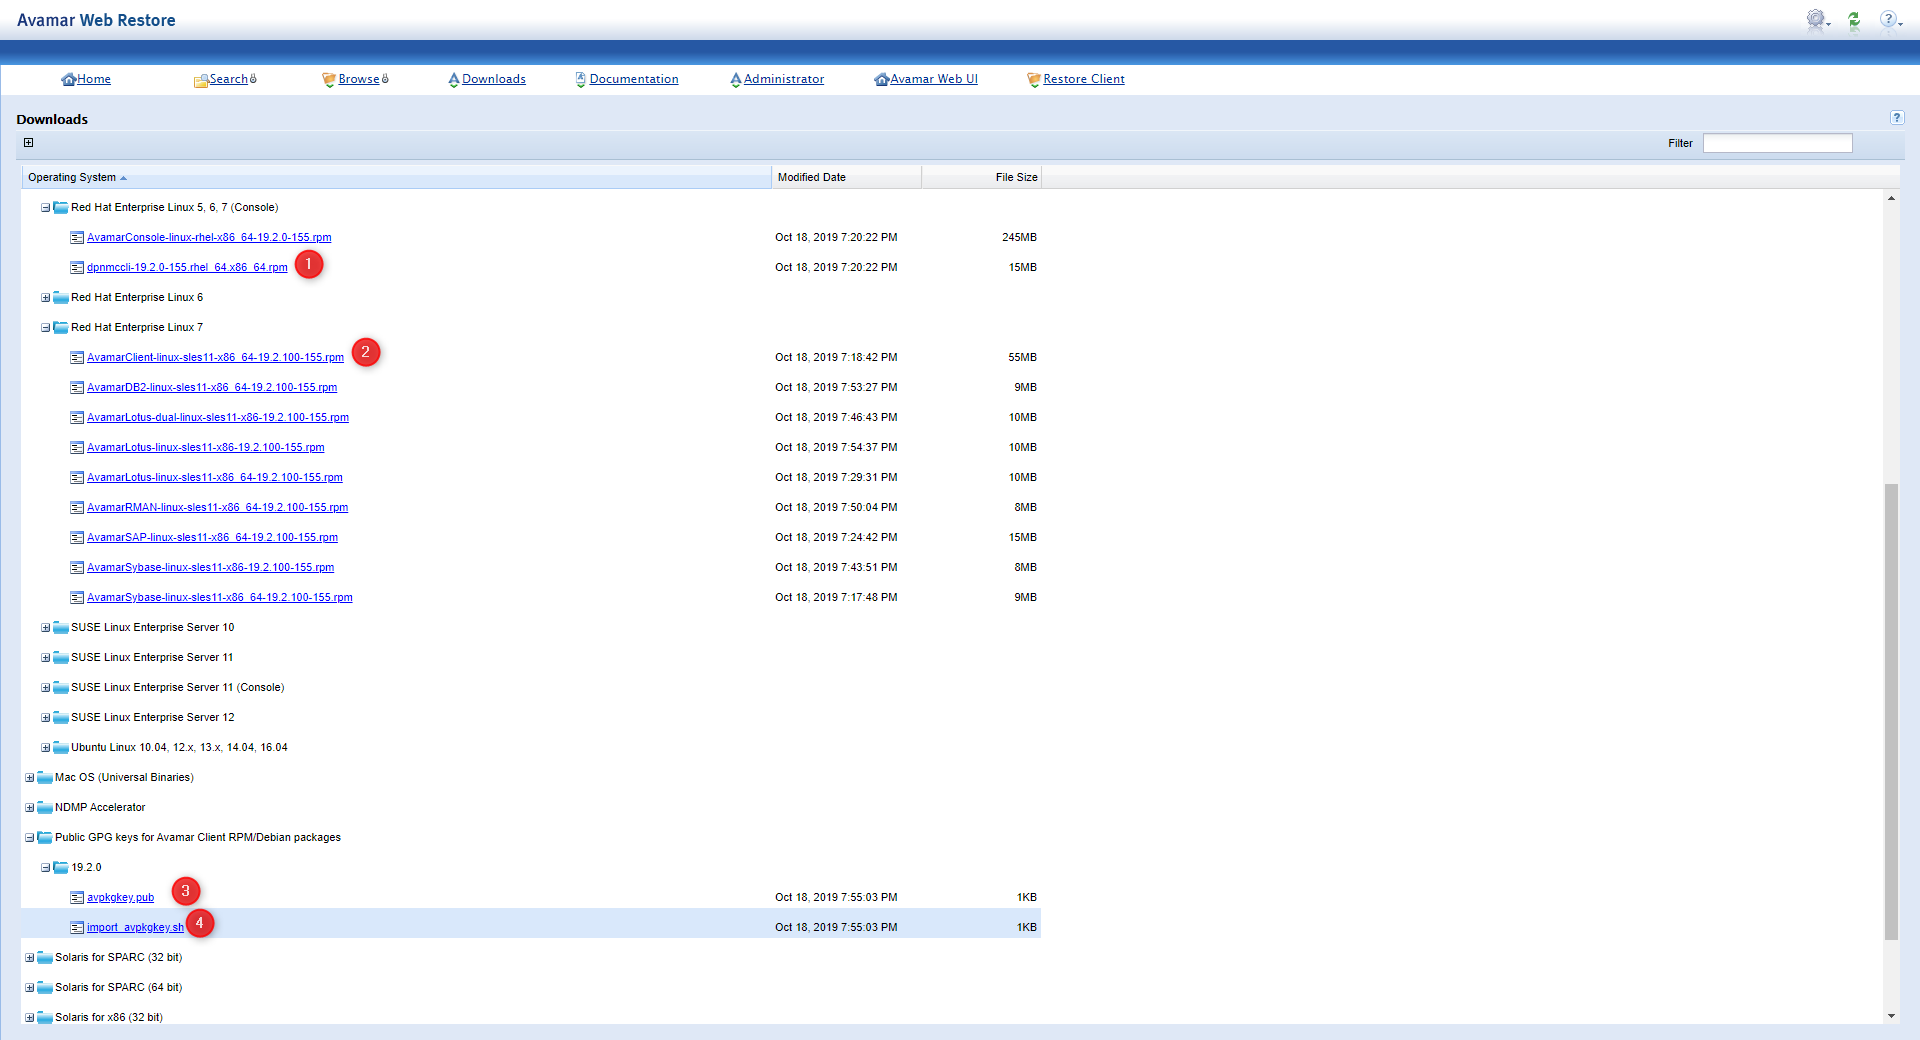 Avamar Web Restore
Home Search Browse Downloads Documentation Administrator Avamar Web UI Restore Client
Downloads
Filter
Operating System Modified Date File Size
Red Hat Enterprise Linux 5, 6, 7 (Console)
AvamarConsole-linux-rhel-x86_64-19.2.0-155.rpm Oct 18, 2019 7:20:22 PM 245MB
dpnmccli-19.2.0-155.rhel_64.x86_64.rpm 1 Oct 18, 2019 7:20:22 PM 15MB
Red Hat Enterprise Linux 6
Red Hat Enterprise Linux 7
AvamarClient-linux-sles11-x86_64-19.2.100-155.rpm 2 Oct 18, 2019 7:18:42 PM 55MB
AvamarDB2-linux-sles11-x86_64-19.2.100-155.rpm Oct 18, 2019 7:53:27 PM 9MB
AvamarLotus-dual-linux-sles11-x86-19.2.100-155.rpm Oct 18, 2019 7:46:43 PM 10MB
AvamarLotus-linux-sles11-x86-19.2.100-155.rpm Oct 18, 2019 7:54:37 PM 10MB
AvamarLotus-linux-sles11-x86_64-19.2.100-155.rpm Oct 18, 2019 7:29:31 PM 10MB
AvamarRMAN-linux-sles11-x86_64-19.2.100-155.rpm Oct 18, 2019 7:50:04 PM 8MB
AvamarSAP-linux-sles11-x86_64-19.2.100-155.rpm Oct 18, 2019 7:24:42 PM 15MB
AvamarSybase-linux-sles11-x86-19.2.100-155.rpm Oct 18, 2019 7:43:51 PM 8MB
AvamarSybase-linux-sles11-x86_64-19.2.100-155.rpm Oct 18, 2019 7:17:48 PM 9MB
SUSE Linux Enterprise Server 10
SUSE Linux Enterprise Server 11
SUSE Linux Enterprise Server 11 (Console)
SUSE Linux Enterprise Server 12
Ubuntu Linux 10.04, 12.x, 13.x, 14.04, 16.04
Mac OS (Universal Binaries)
NDMP Accelerator
Public GPG keys for Avamar Client RPM/Debian packages
19.2.0
avpkgkey.pub 3 Oct 18, 2019 7:55:03 PM 1KB
import_avpkgkey.sh 4 Oct 18, 2019 7:55:03 PM 1KB
Solaris for SPARC (32 bit)
Solaris for SPARC (64 bit)
Solaris for x86 (32 bit)